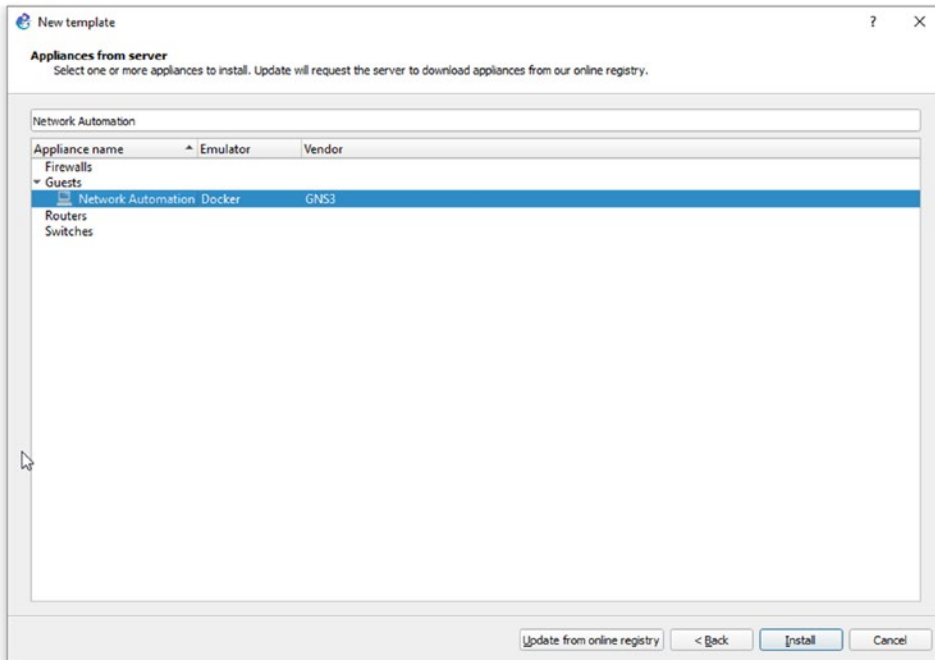 New template ? ×
Appliances from server
Select one or more appliances to install. Update will request the server to download appliances from our online registry.
Network Automation
Appliance name Emulator Vendor
Firewalls
Guests
Network Automation Docker GNS3
Routers
Switches
Update from online registry < Back Install Cancel